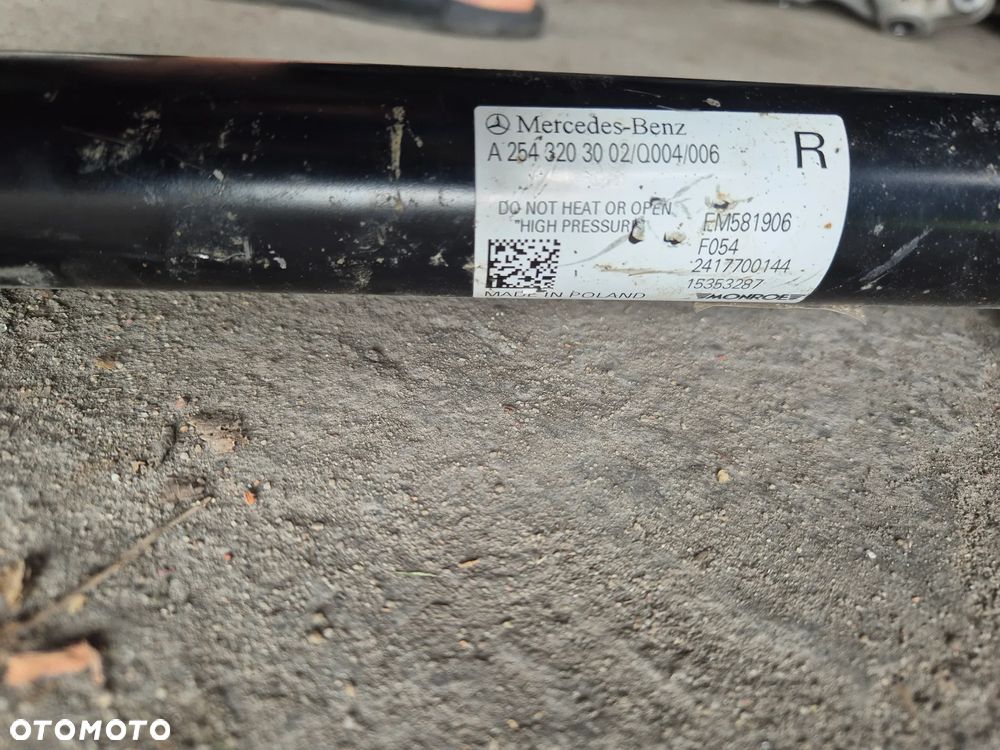 Mercedes-Benz
R
A 254 320 30 02/Q004/006
DO NOT HEAT OR OPEN
"HIGH PRESSURE"
EM581906
F054
2417700144
15353287
MADE IN POLAND
MONROE
OTOMOTO